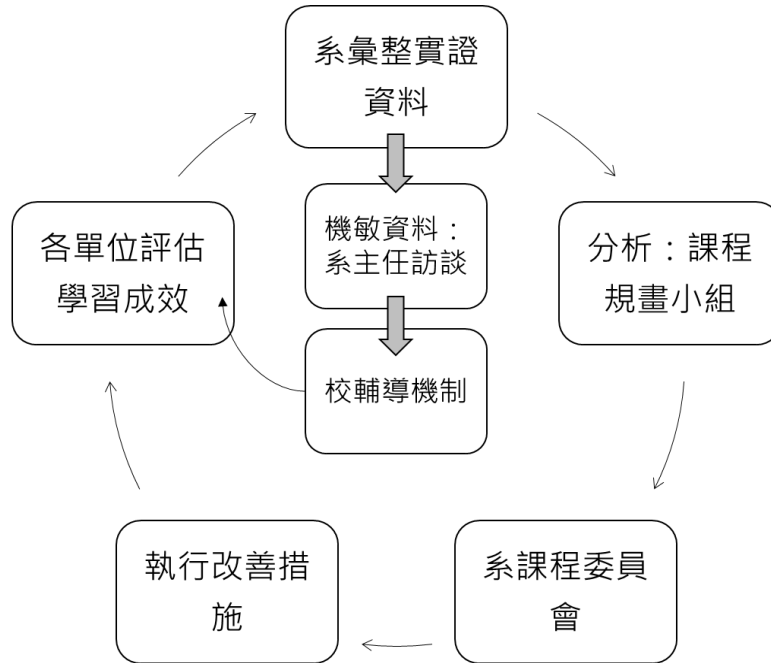 系彙整實證
資料
機敏資料：
系主任訪談
校輔導機制
各單位評估
學習成效
分析：課程
規畫小組
執行改善措
施
系課程委員
會